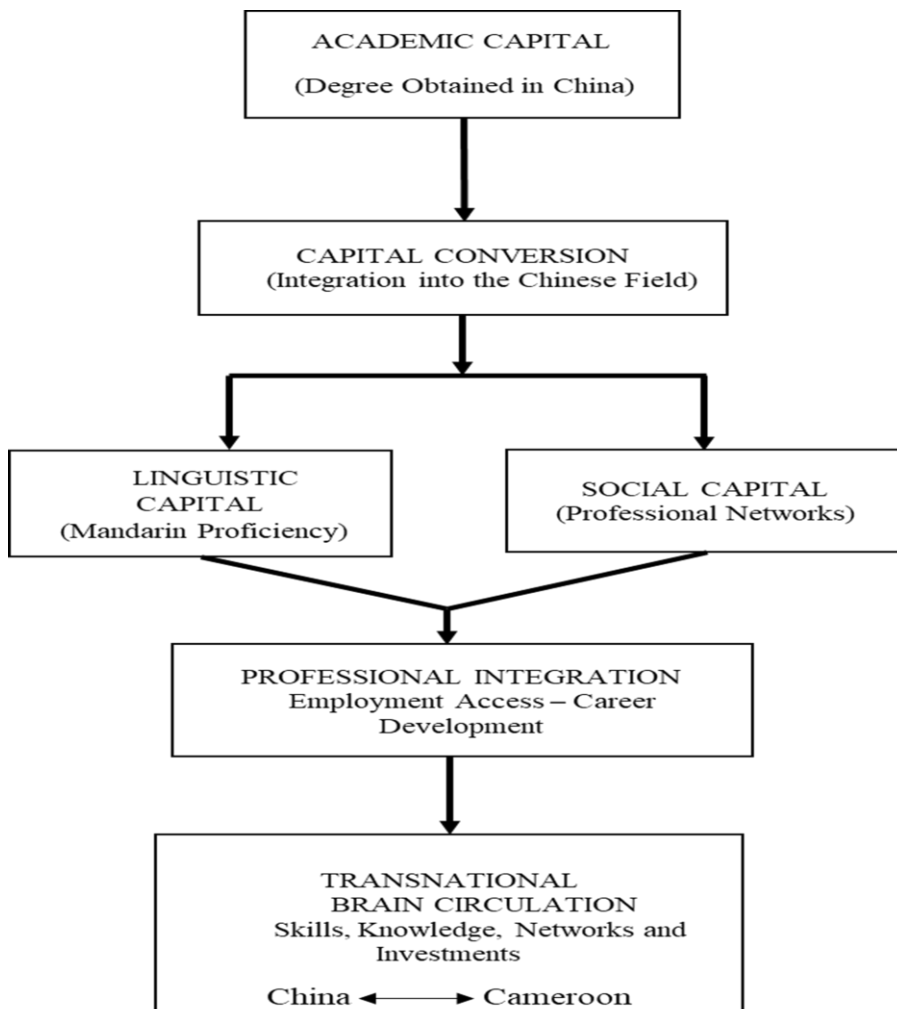 ACADEMIC CAPITAL
(Degree Obtained in China)
CAPITAL CONVERSION
(Integration into the Chinese Field)
LINGUISTIC
CAPITAL
(Mandarin Proficiency)
SOCIAL CAPITAL
(Professional Networks)
PROFESSIONAL INTEGRATION
Employment Access – Career
Development
TRANSNATIONAL
BRAIN CIRCULATION
Skills, Knowledge, Networks and
Investments
China Cameroon